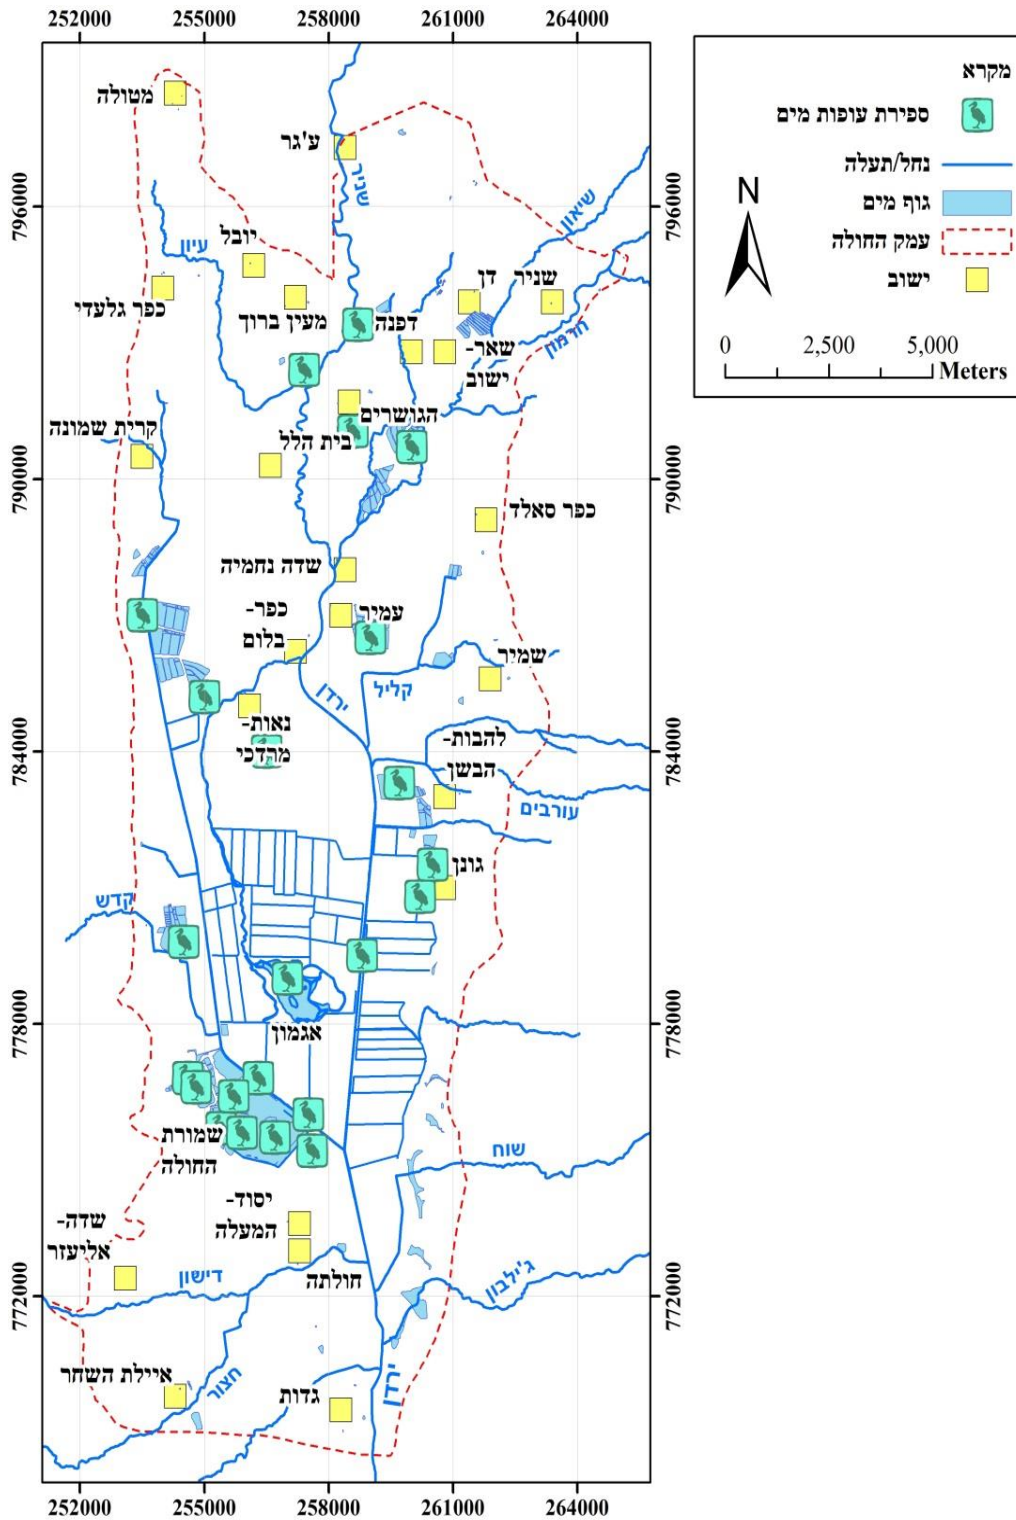 252000 255000 258000 261000 264000
מקרא
ספירת עופות מים
נחל/תעלה
גוף מים
עמק החולה
ישוב
N
0 2,500 5,000
Meters
796000
790000
784000
778000
772000
796000
790000
784000
778000
772000
מטולה
ע'גר
שניר
שיאון
יובל
עיון
דן
שניר
כפר גלעדי
מעין ברוך
דפנה
חרמון
שאר-
ישוב
הגושרים
קרית שמונה
בית הלל
כפר סאלד
שדה נחמיה
כפר-
בלום
עמיר
שמיר
קליל
ירדן
נאות-
מרדכי
להבות-
הבשן
עורבים
גונן
קדש
אגמון
שמורת
החולה
שוח
יסוד-
המעלה
שדה-
אליעזר
דישון
חולתה
ג'ילבון
איילת השחר
חצור
גדות
ירדן
252000 255000 258000 261000 264000